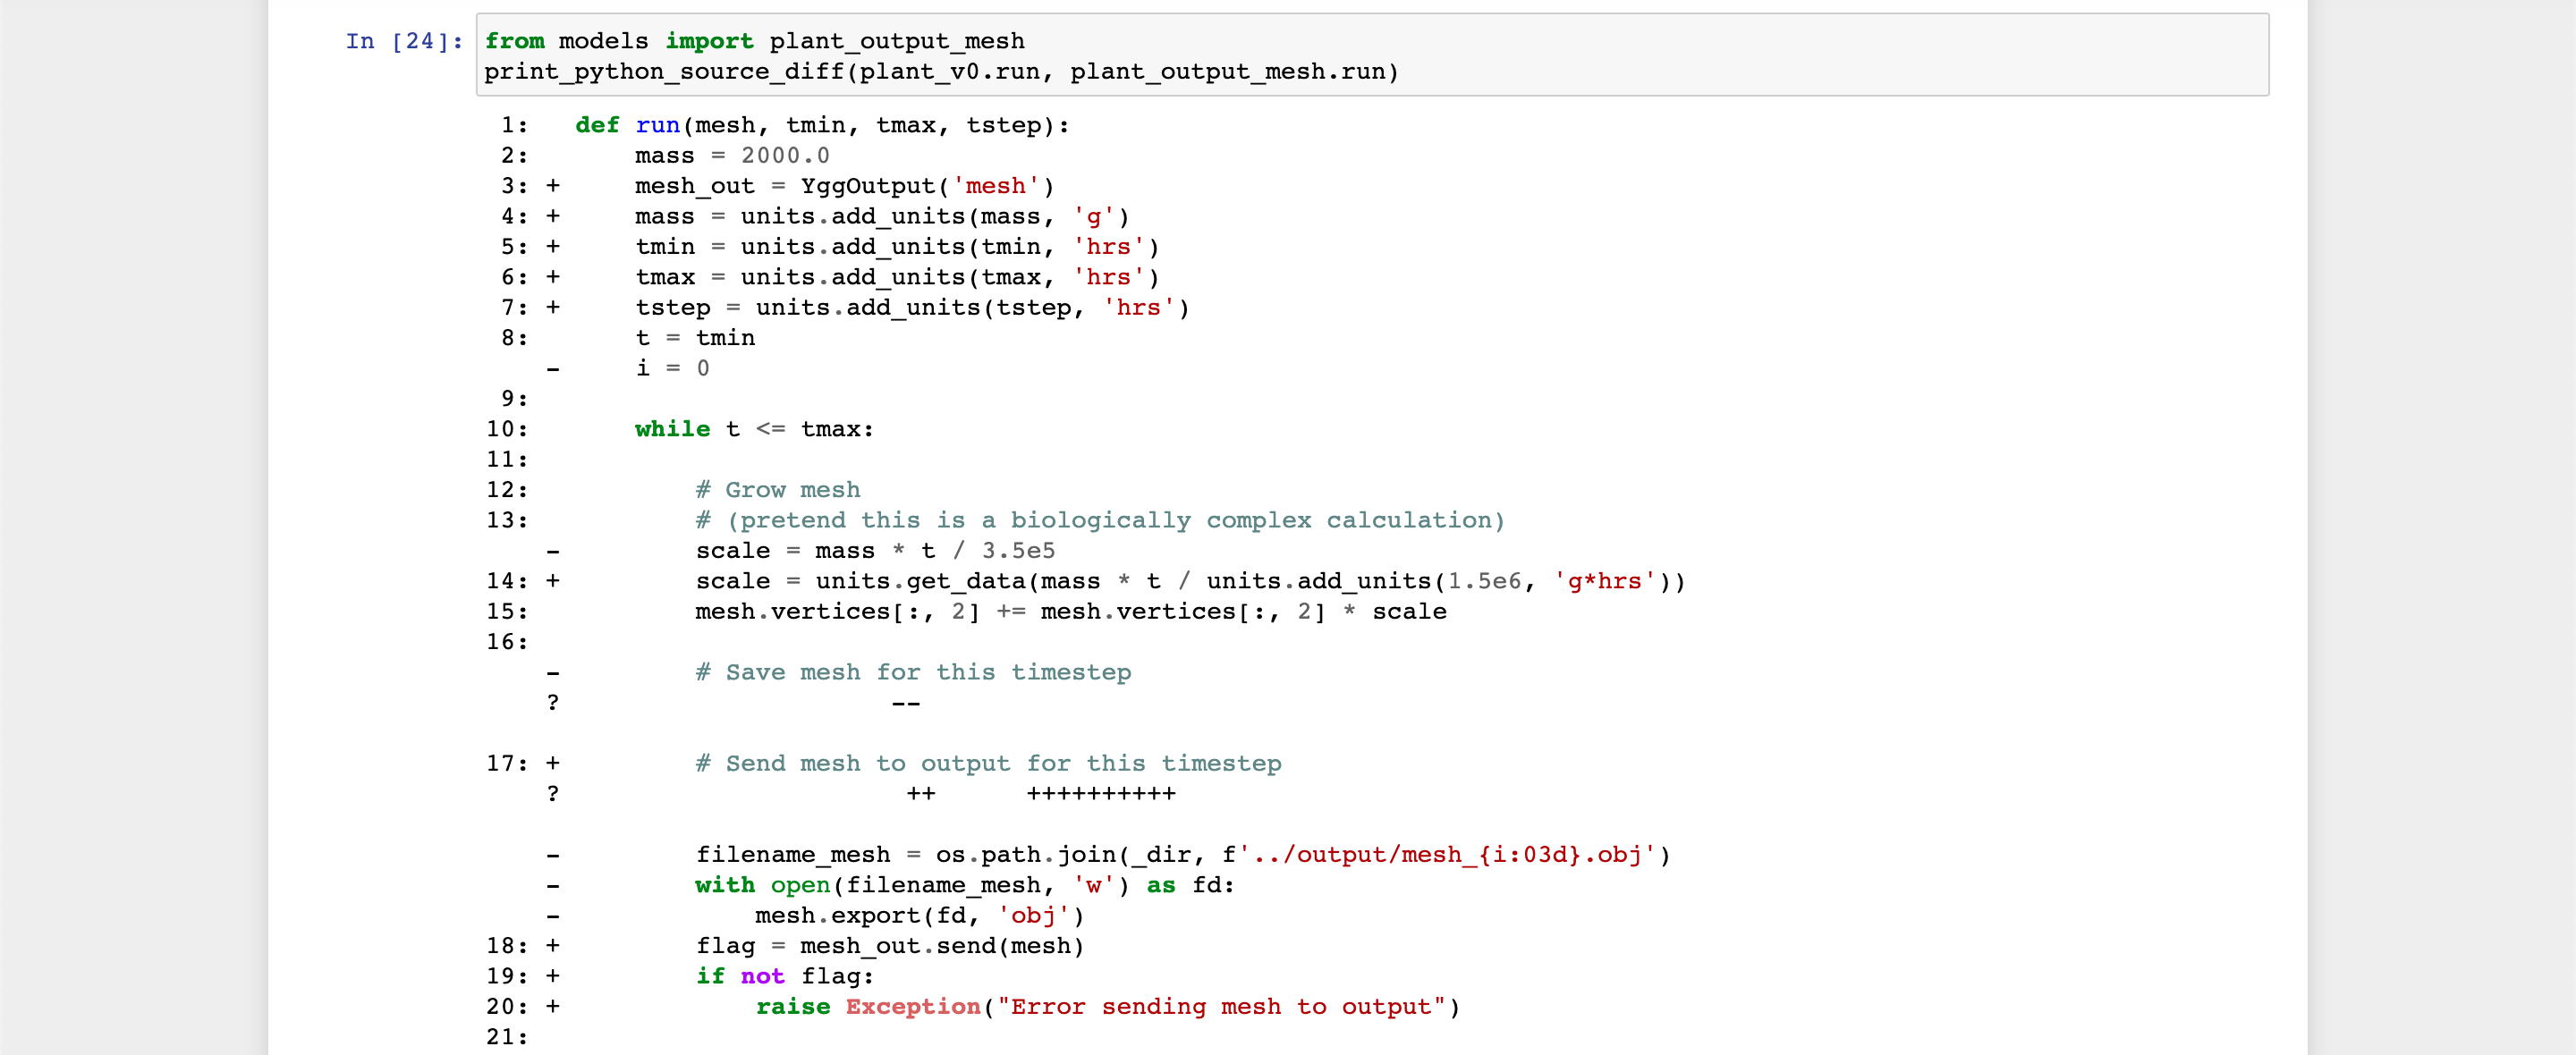 In [24]: from models import plant_output_mesh
print_python_source_diff(plant_v0.run, plant_output_mesh.run)
1:   def run(mesh, tmin, tmax, tstep):
2:       mass = 2000.0
3: +     mesh_out = YggOutput('mesh')
4: +     mass = units.add_units(mass, 'g')
5: +     tmin = units.add_units(tmin, 'hrs')
6: +     tmax = units.add_units(tmax, 'hrs')
7: +     tstep = units.add_units(tstep, 'hrs')
8:       t = tmin
   -     i = 0
9:
10:      while t <= tmax:
11:
12:          # Grow mesh
13:          # (pretend this is a biologically complex calculation)
    -        scale = mass * t / 3.5e5
14: +        scale = units.get_data(mass * t / units.add_units(1.5e6, 'g*hrs'))
15:          mesh.vertices[:, 2] += mesh.vertices[:, 2] * scale
16:
    -        # Save mesh for this timestep
    ?                     --
17: +        # Send mesh to output for this timestep
    ?                      ++      ++++++++++
    -        filename_mesh = os.path.join(_dir, f'../output/mesh_{i:03d}.obj')
    -        with open(filename_mesh, 'w') as fd:
    -            mesh.export(fd, 'obj')
18: +        flag = mesh_out.send(mesh)
19: +        if not flag:
20: +            raise Exception("Error sending mesh to output")
21: